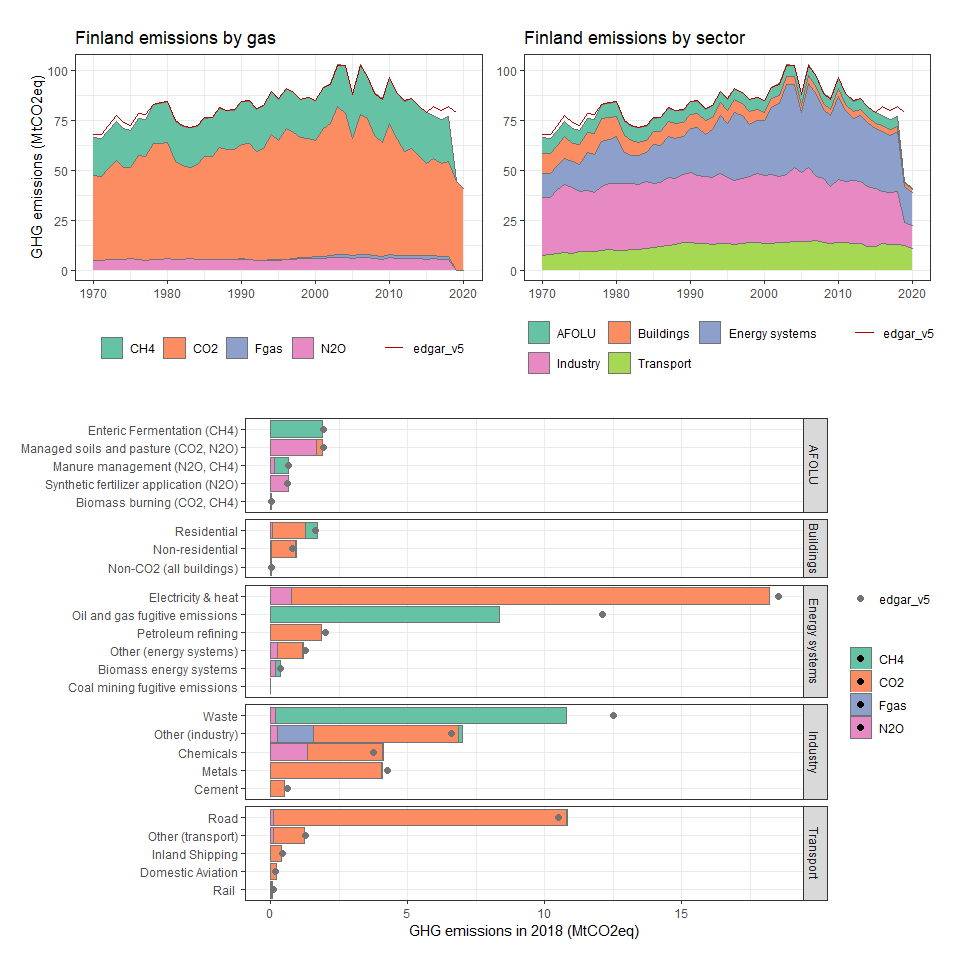 Finland emissions by gas
GHG emissions (MtCO2eq)
100
75
50
25
0
1970
1980
1990
2000
2010
2020
CH4
CO2
Fgas
N2O
edgar_v5
Finland emissions by sector
100
75
50
25
0
1970
1980
1990
2000
2010
2020
AFOLU
Buildings
Energy systems
edgar_v5
Industry
Transport
Enteric Fermentation (CH4)
Managed soils and pasture (CO2, N2O)
Manure management (N2O, CH4)
Synthetic fertilizer application (N2O)
Biomass burning (CO2, CH4)
AFOLU
Residential
Non-residential
Non-CO2 (all buildings)
Buildings
Electricity & heat
Oil and gas fugitive emissions
Petroleum refining
Other (energy systems)
Biomass energy systems
Coal mining fugitive emissions
Energy systems
Waste
Other (industry)
Chemicals
Metals
Cement
Industry
Road
Other (transport)
Inland Shipping
Domestic Aviation
Rail
Transport
0
5
10
15
GHG emissions in 2018 (MtCO2eq)
edgar_v5
CH4
CO2
Fgas
N2O